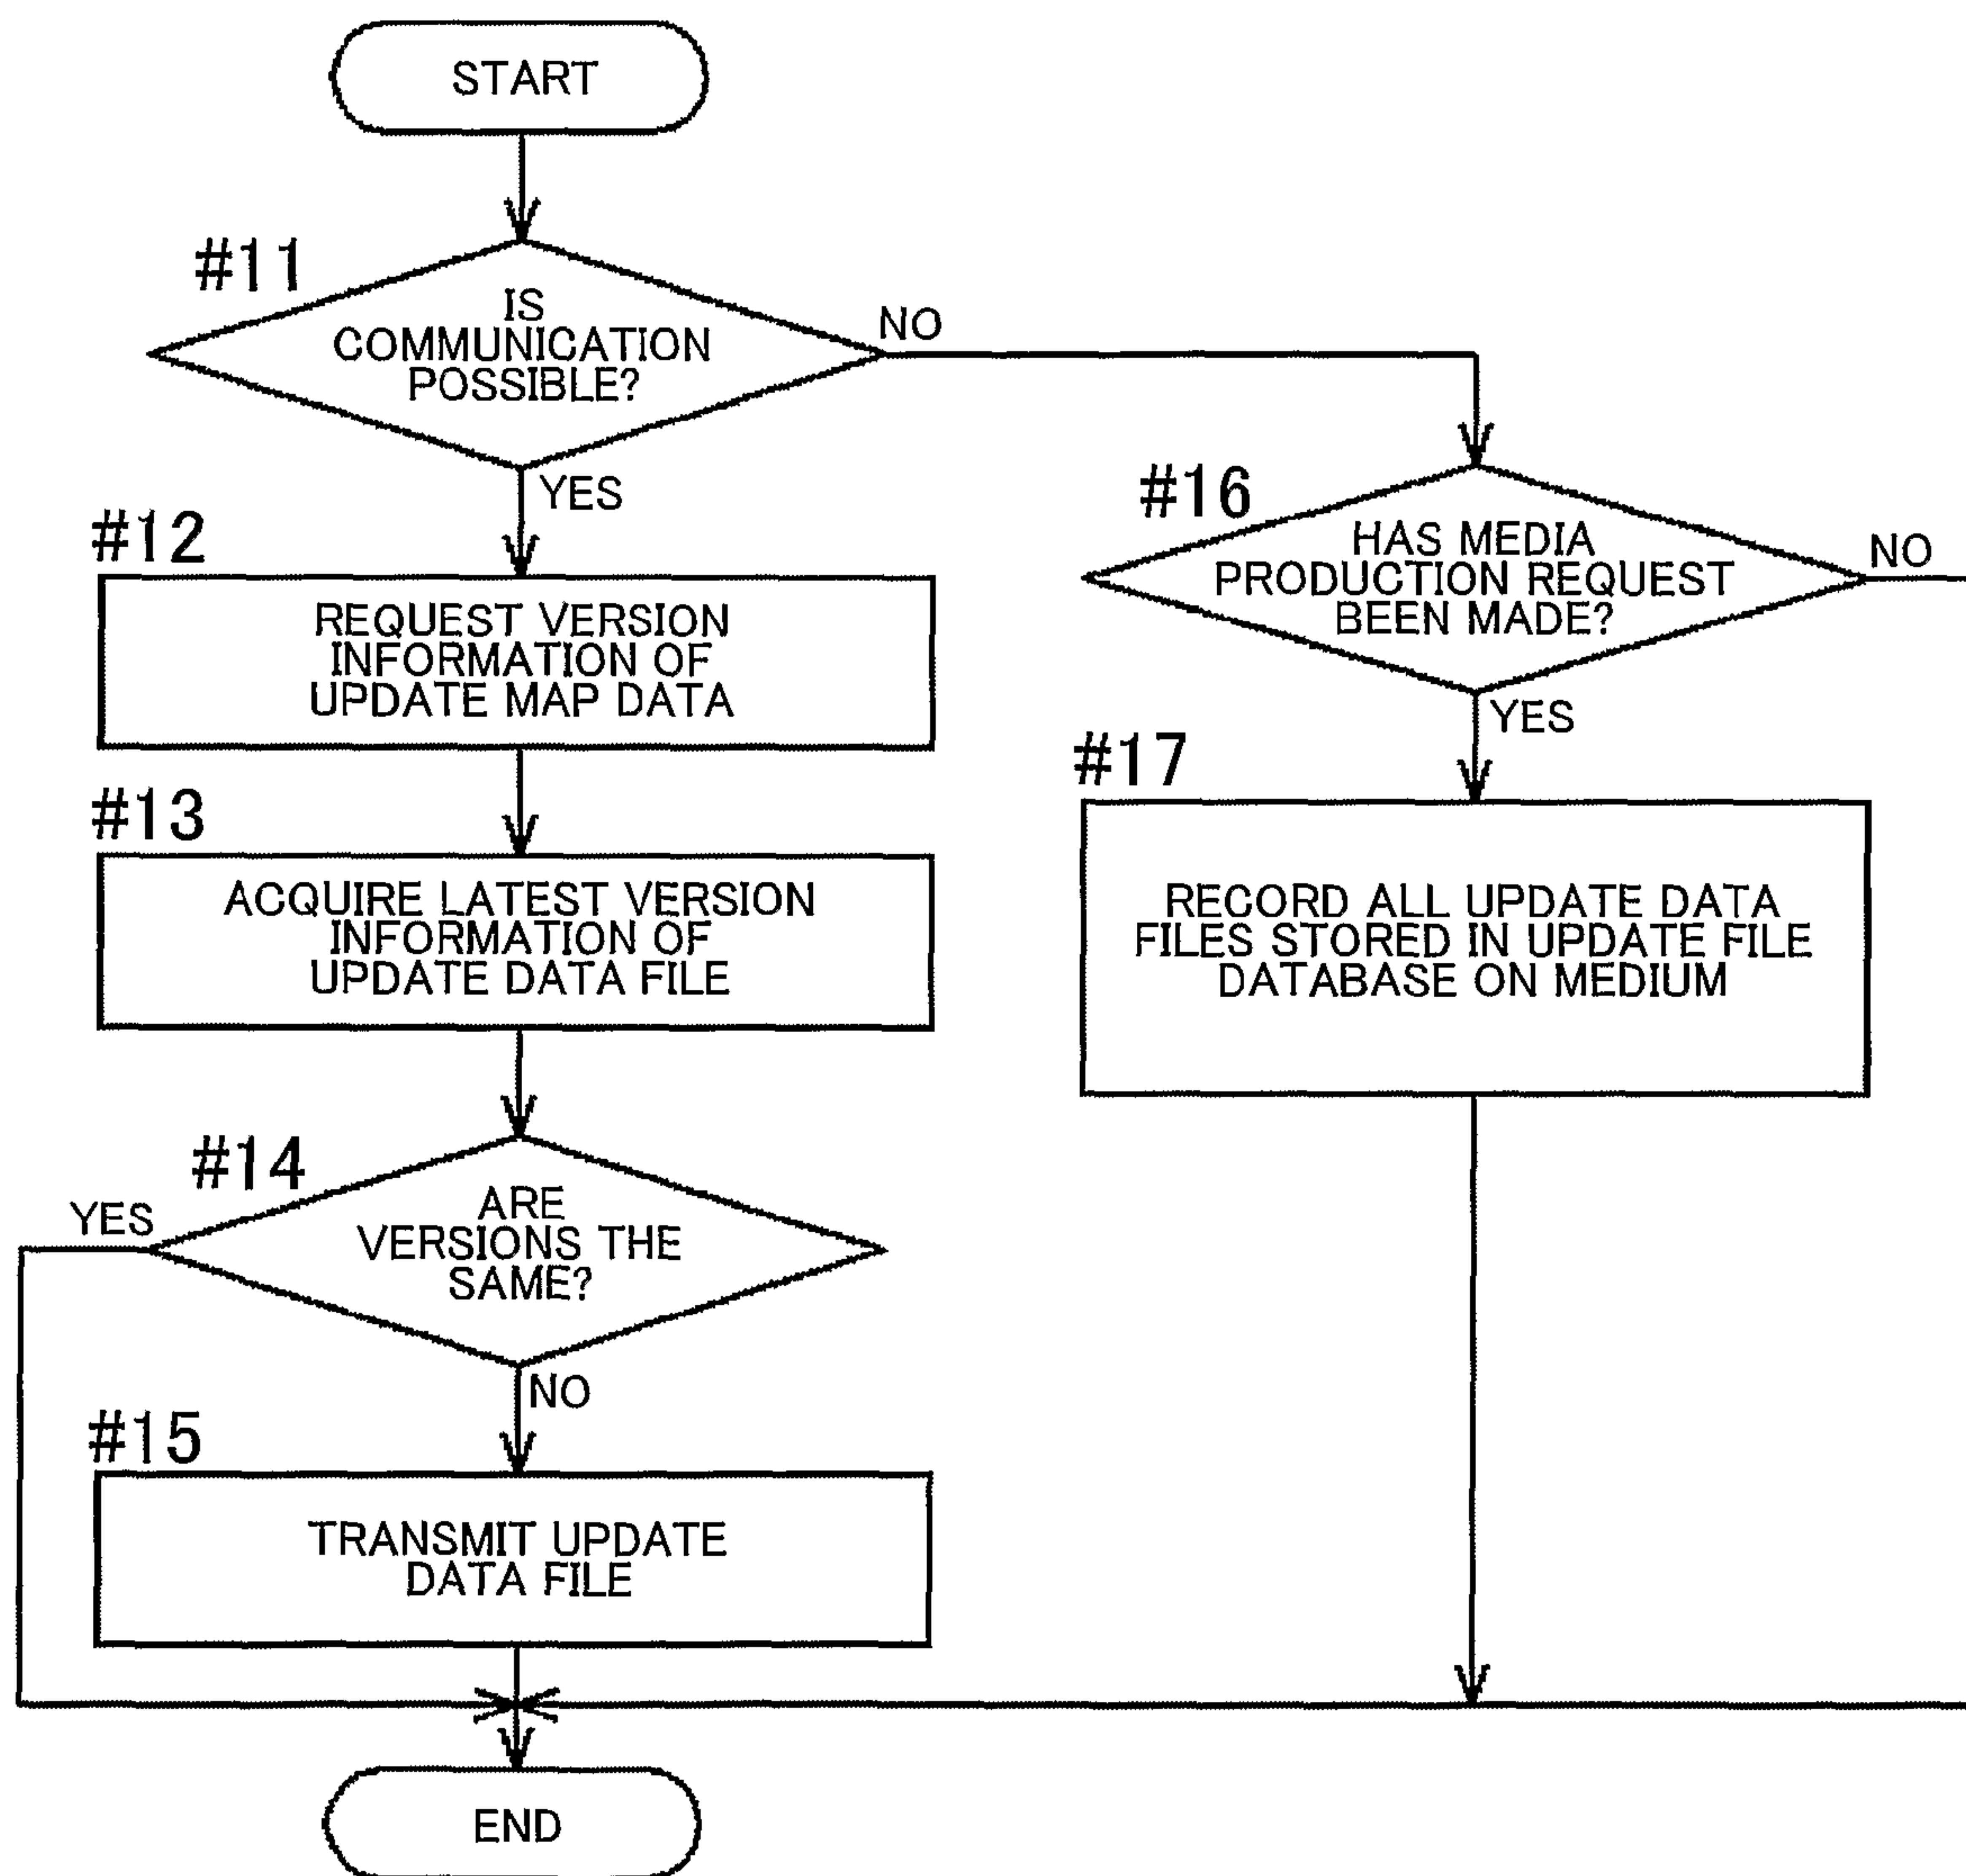 START
#11
IS
COMMUNICATION
POSSIBLE?
NO
YES
#12
REQUEST VERSION
INFORMATION OF
UPDATE MAP DATA
#13
ACQUIRE LATEST VERSION
INFORMATION OF
UPDATE DATA FILE
#14
YES
ARE
VERSIONS THE
SAME?
NO
#15
TRANSMIT UPDATE
DATA FILE
#16
HAS MEDIA
PRODUCTION REQUEST
BEEN MADE?
NO
YES
#17
RECORD ALL UPDATE DATA
FILES STORED IN UPDATE FILE
DATABASE ON MEDIUM
END